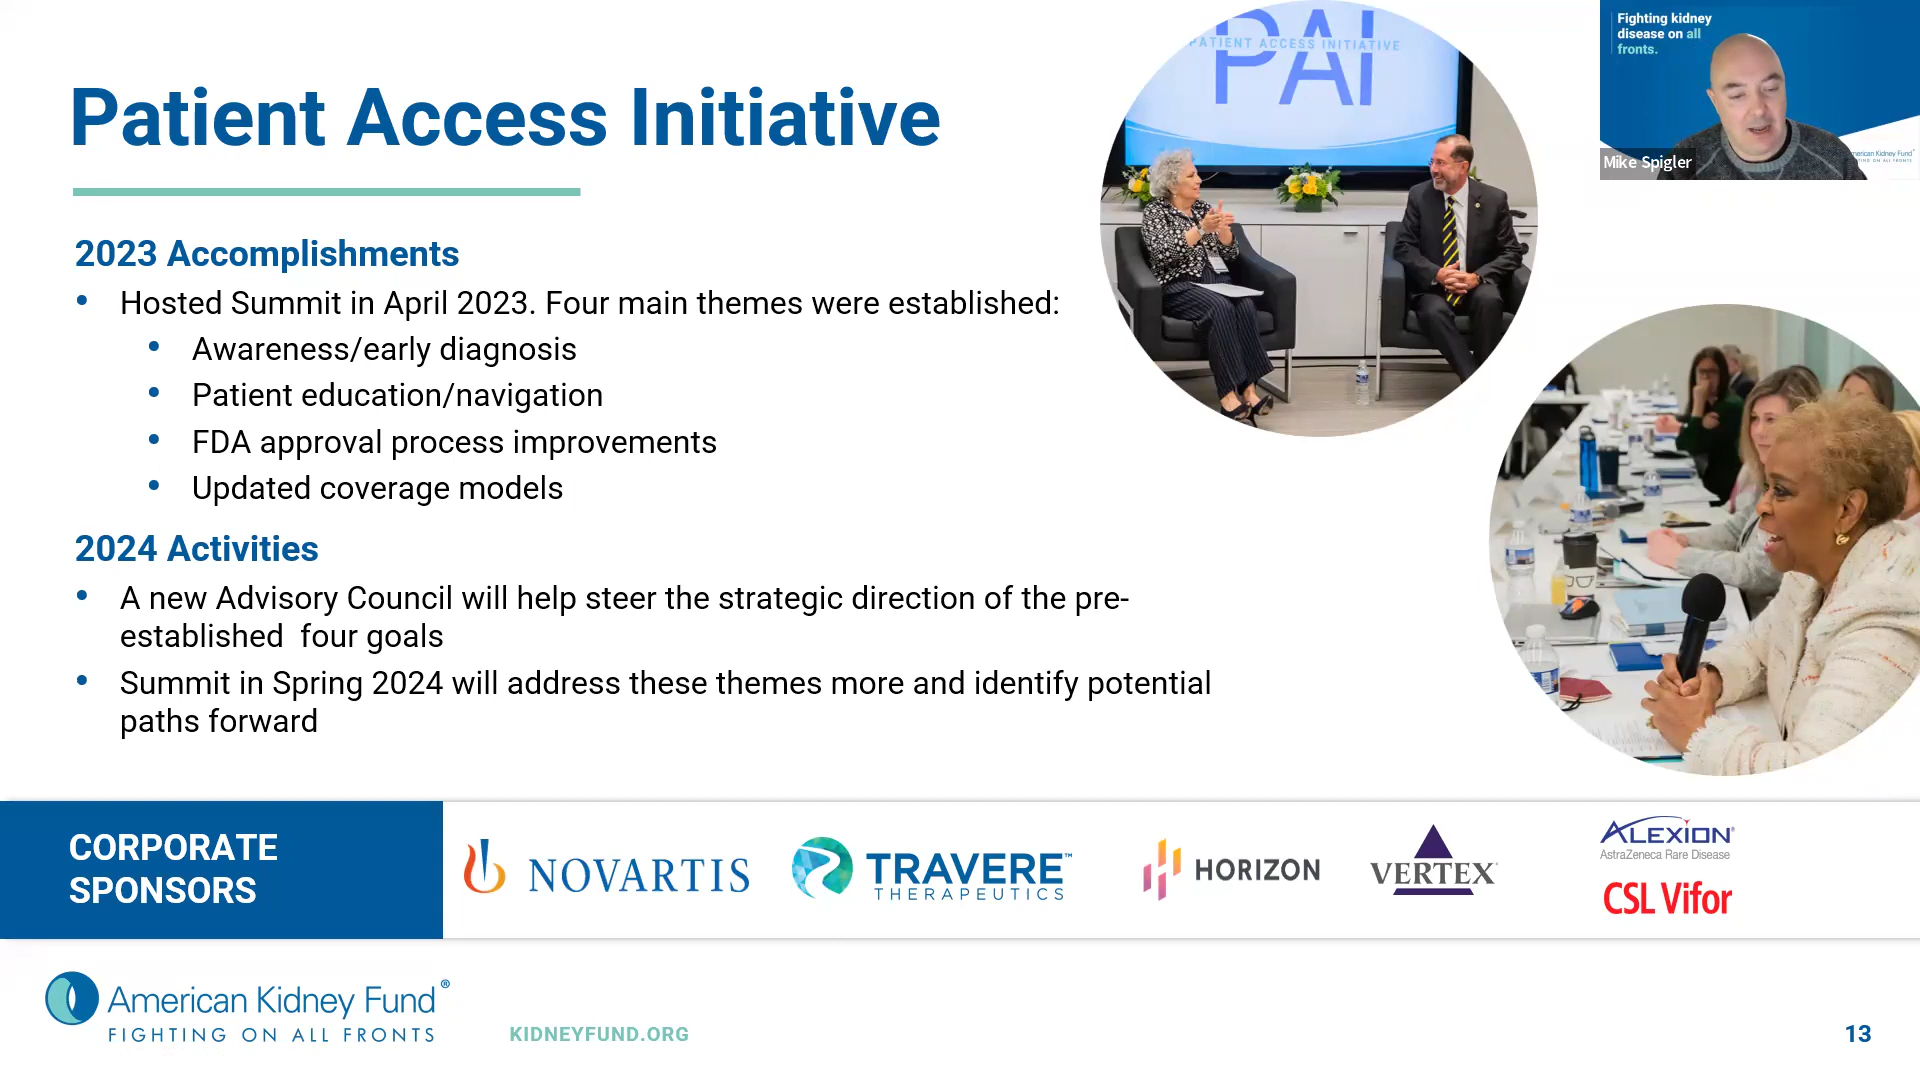 Patient Access Initiative
2023 Accomplishments
• Hosted Summit in April 2023. Four main themes were established:
• Awareness/early diagnosis
• Patient education/navigation
• FDA approval process improvements
• Updated coverage models
2024 Activities
• A new Advisory Council will help steer the strategic direction of the pre-
established  four goals
• Summit in Spring 2024 will address these themes more and identify potential
paths forward
PAI
PATIENT ACCESS INITIATIVE
Fighting kidney
disease on all
fronts.
Mike Spigler
American Kidney Fund
CORPORATE
SPONSORS
NOVARTIS
TRAVERE™
THERAPEUTICS
HORIZON
VERTEX
ALEXION®
AstraZeneca Rare Disease
CSL Vifor
American Kidney Fund®
FIGHTING ON ALL FRONTS
KIDNEYFUND.ORG
13